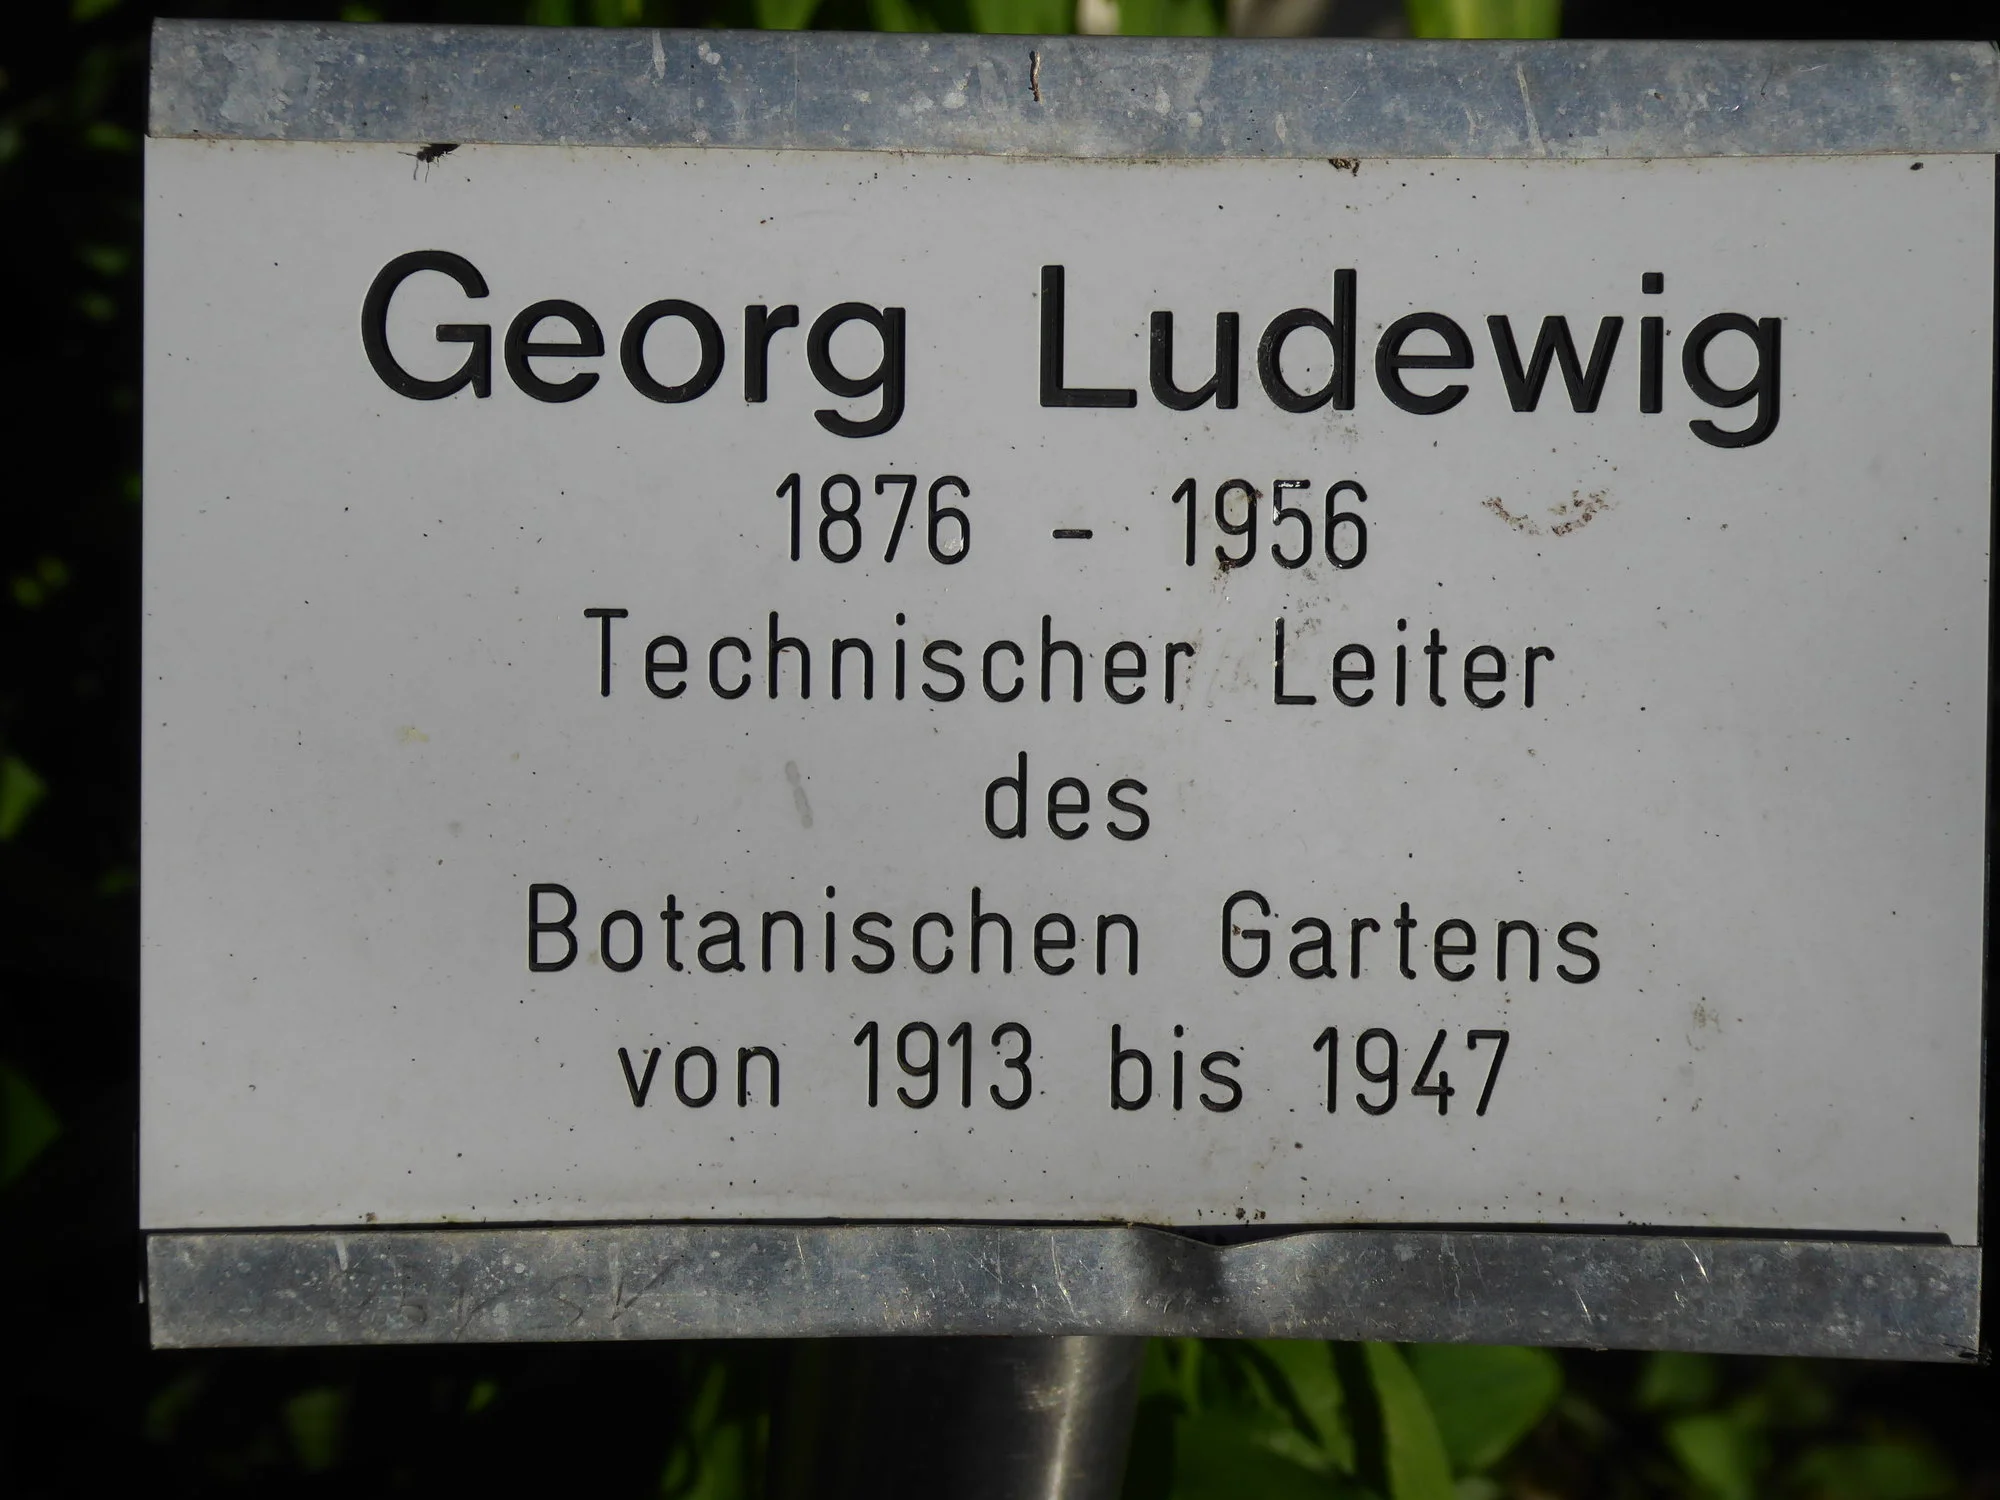 Georg Ludewig
1876 - 1956
Technischer Leiter
des
Botanischen Gartens
von 1913 bis 1947